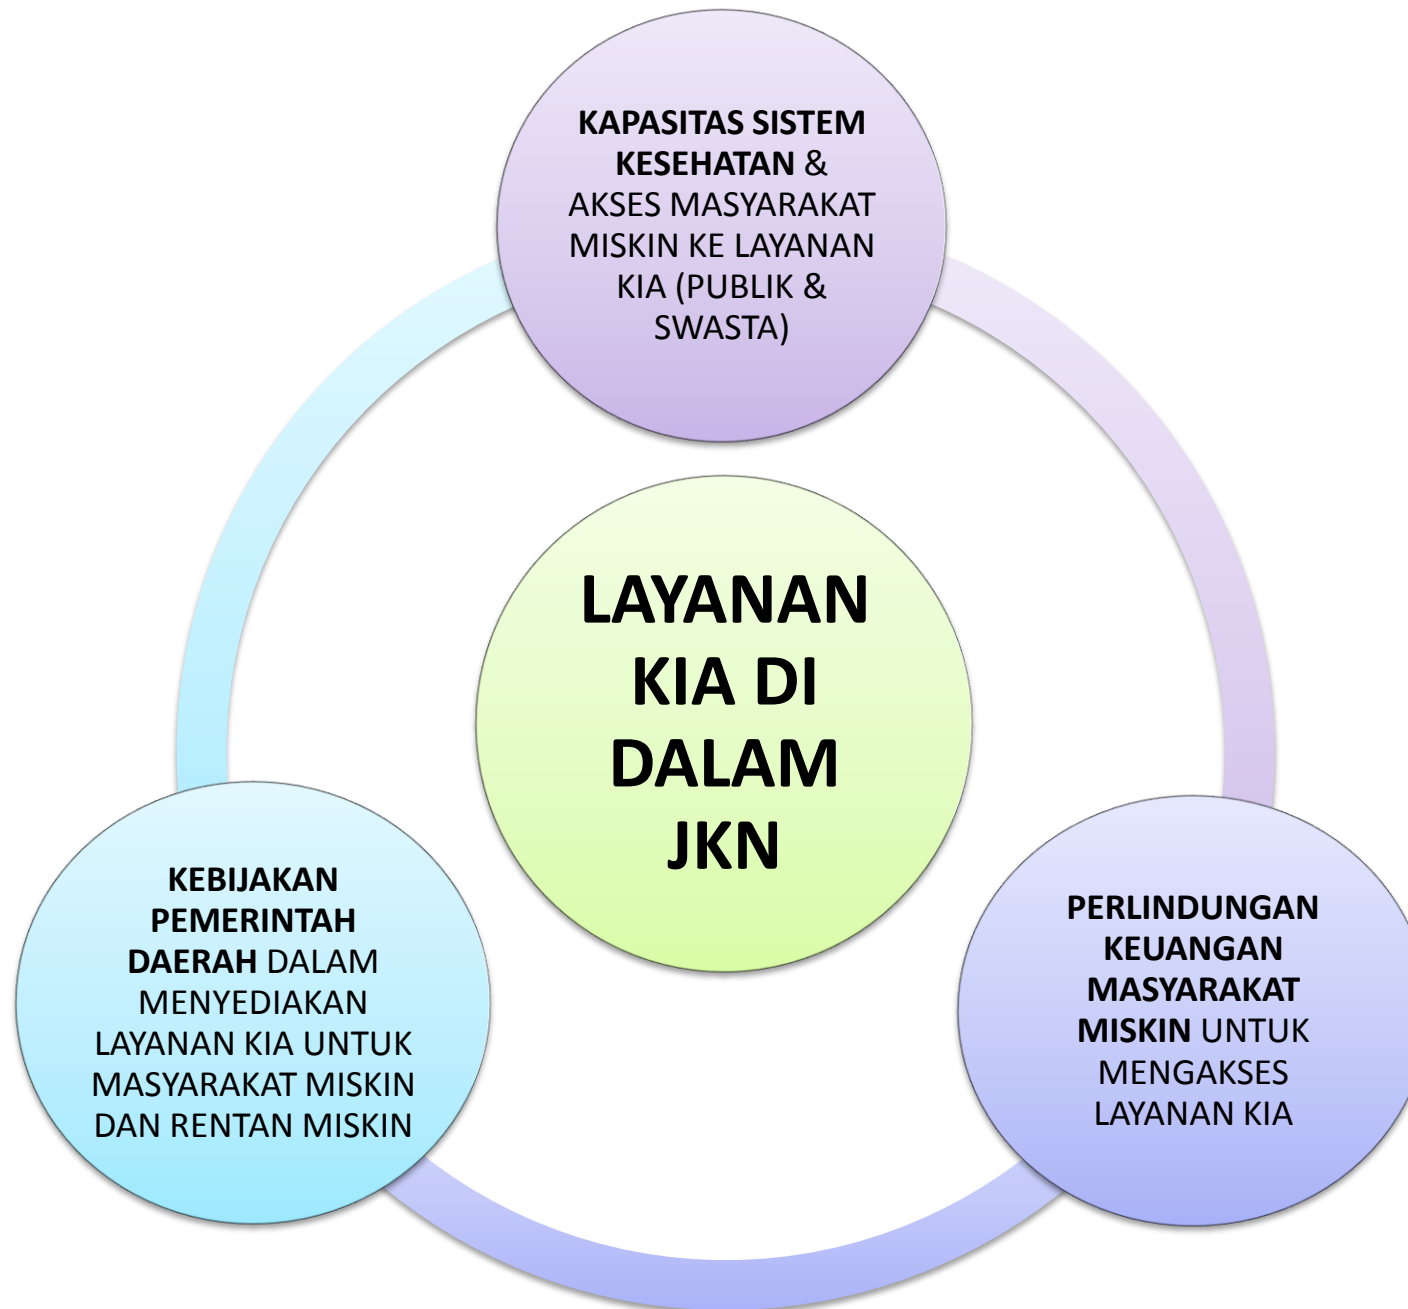 KAPASITAS SISTEM
KESEHATAN &
AKSES MASYARAKAT
MISKIN KE LAYANAN
KIA (PUBLIK &
SWASTA)
LAYANAN
KIA DI
DALAM
JKN
KEBIJAKAN
PEMERINTAH
DAERAH DALAM
MENYEDIAKAN
LAYANAN KIA UNTUK
MASYARAKAT MISKIN
DAN RENTAN MISKIN
PERLINDUNGAN
KEUANGAN
MASYARAKAT
MISKIN UNTUK
MENGAKSES
LAYANAN KIA